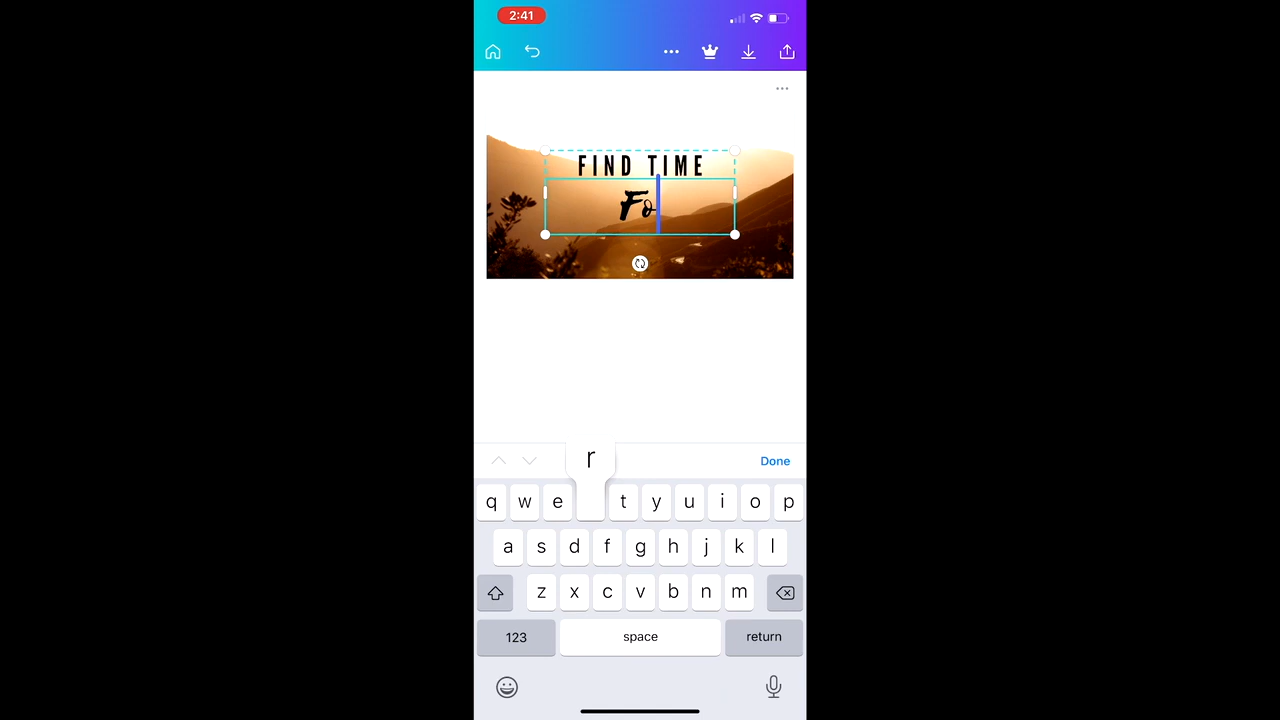 2:41
FIND TIME
Fo
r
Done
q w e t y u i o p
a s d f g h j k l
z x c v b n m
123 space return